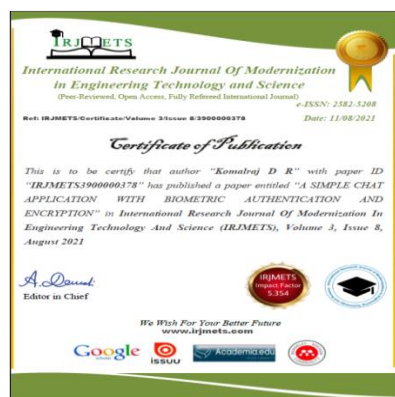 IRJMETS
International Research Journal Of Modernization
in Engineering Technology and Science
(Peer-Reviewed, Open Access, Fully Refereed International Journal)
e-ISSN: 2582-5208
Ref: IRJMETS/Certificate/Volume 3/Issue 8/3900000378
Date: 11/08/2021
Certificate of Publication
This is to be certify that author "Komalraj D R" with paper ID
"IRJMETS3900000378" has published a paper entitled "A SIMPLE CHAT
APPLICATION WITH BIOMETRIC AUTHENTICATION AND
ENCRYPTION" in International Research Journal Of Modernization In
Engineering Technology And Science (IRJMETS), Volume 3, Issue 8,
August 2021
A. Denust
Editor in Chief
IRJMETS
Impact Factor
5.354
We Wish For Your Better Future
www.irjmets.com
Google
issuu
Academia.edu